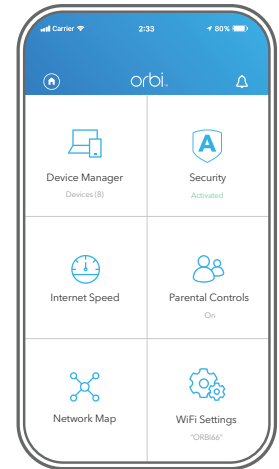 Carrier 2:33 80%
orbi™
Device Manager Security
Devices (8) Activated
A
Internet Speed Parental Controls
On
Network Map WiFi Settings
"ORBI66"